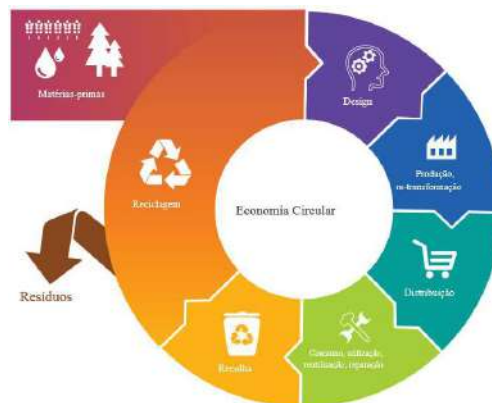 Matérias-primas
Design
Produção,
re-transformação
Distribuição
Consumo, utilização,
reutilização, reparação
Recolha
Reciclagem
Resíduos
Economia Circular